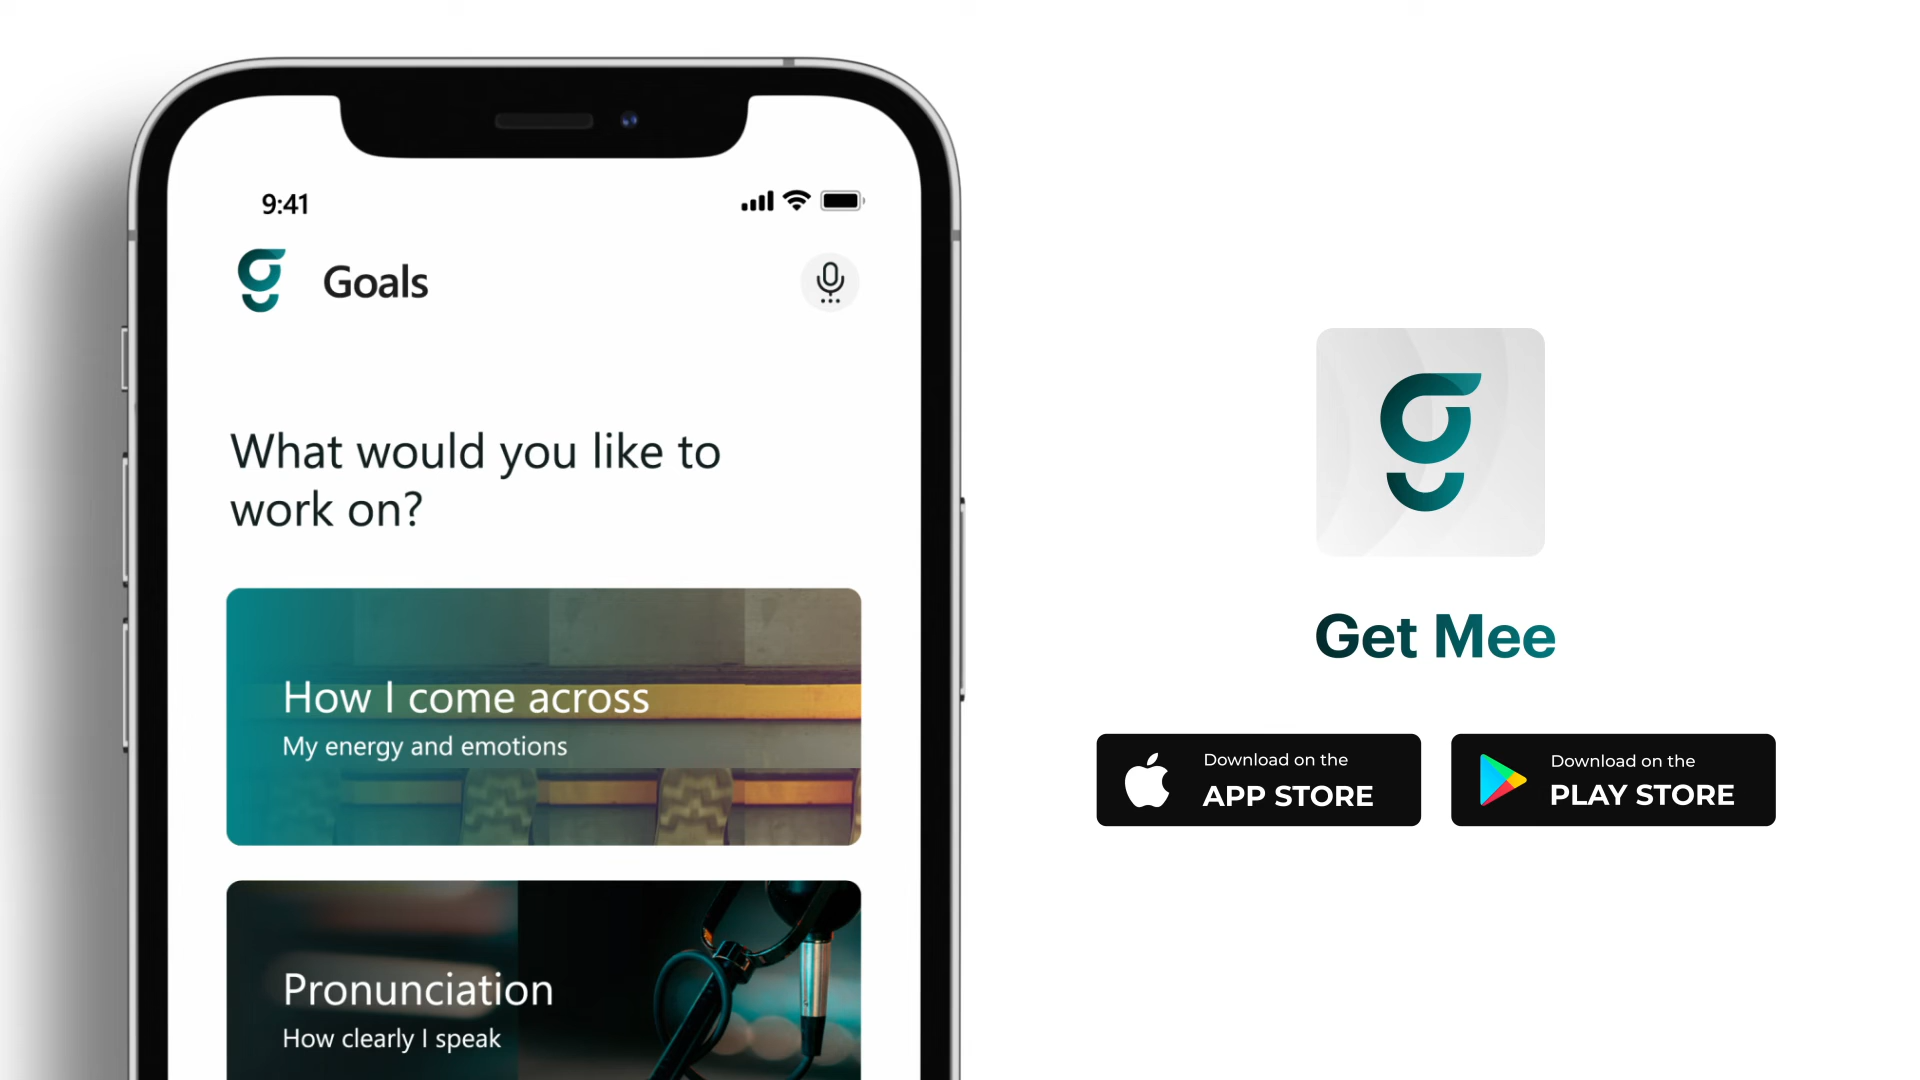 9:41
Goals
What would you like to
work on?
How I come across
My energy and emotions
Pronunciation
How clearly I speak
Get Mee
Download on the
APP STORE
Download on the
PLAY STORE